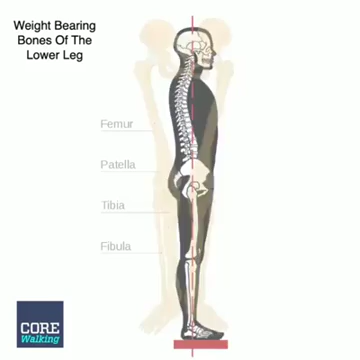 Weight Bearing
Bones Of The
Lower Leg
Femur
Patella
Tibia
Fibula
CORE
Walking